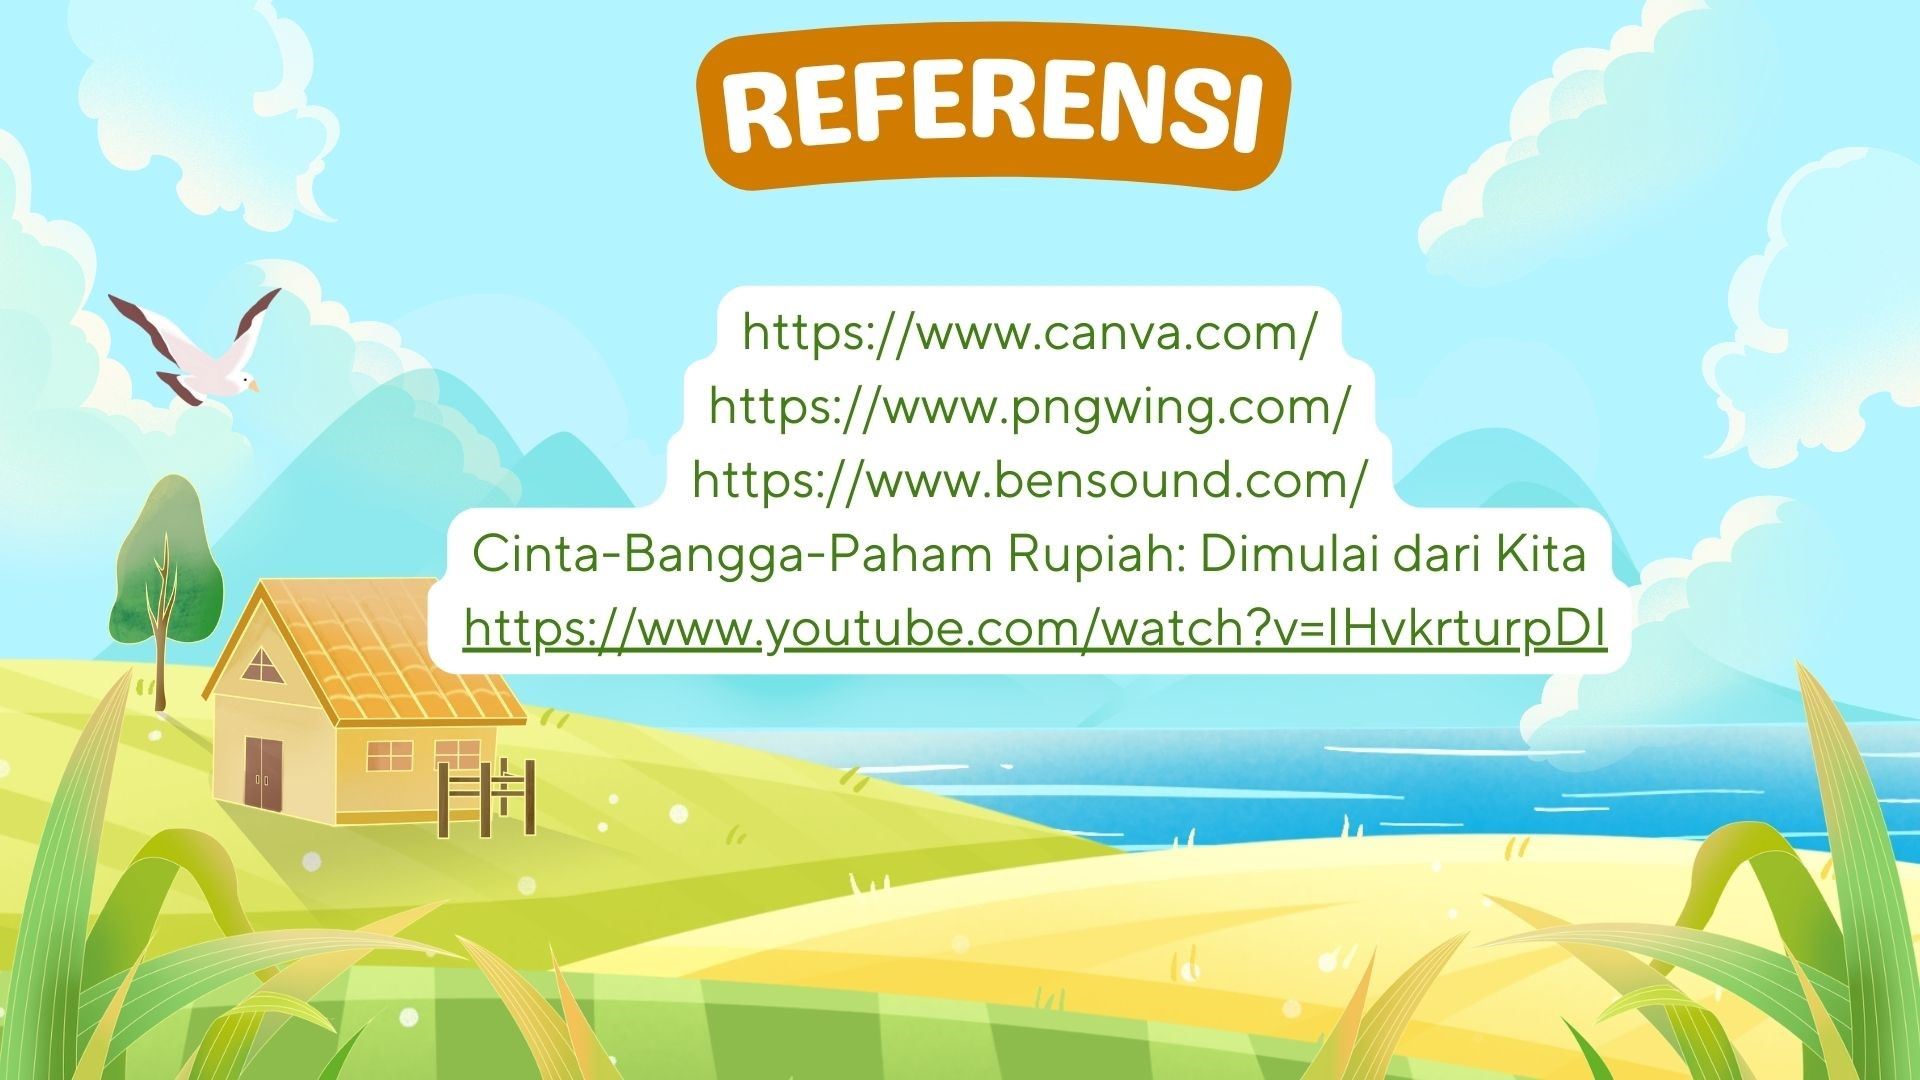 REFERENSI
https://www.canva.com/
https://www.pngwing.com/
https://www.bensound.com/
Cinta-Bangga-Paham Rupiah: Dimulai dari Kita
https://www.youtube.com/watch?v=IHvkrturpDI